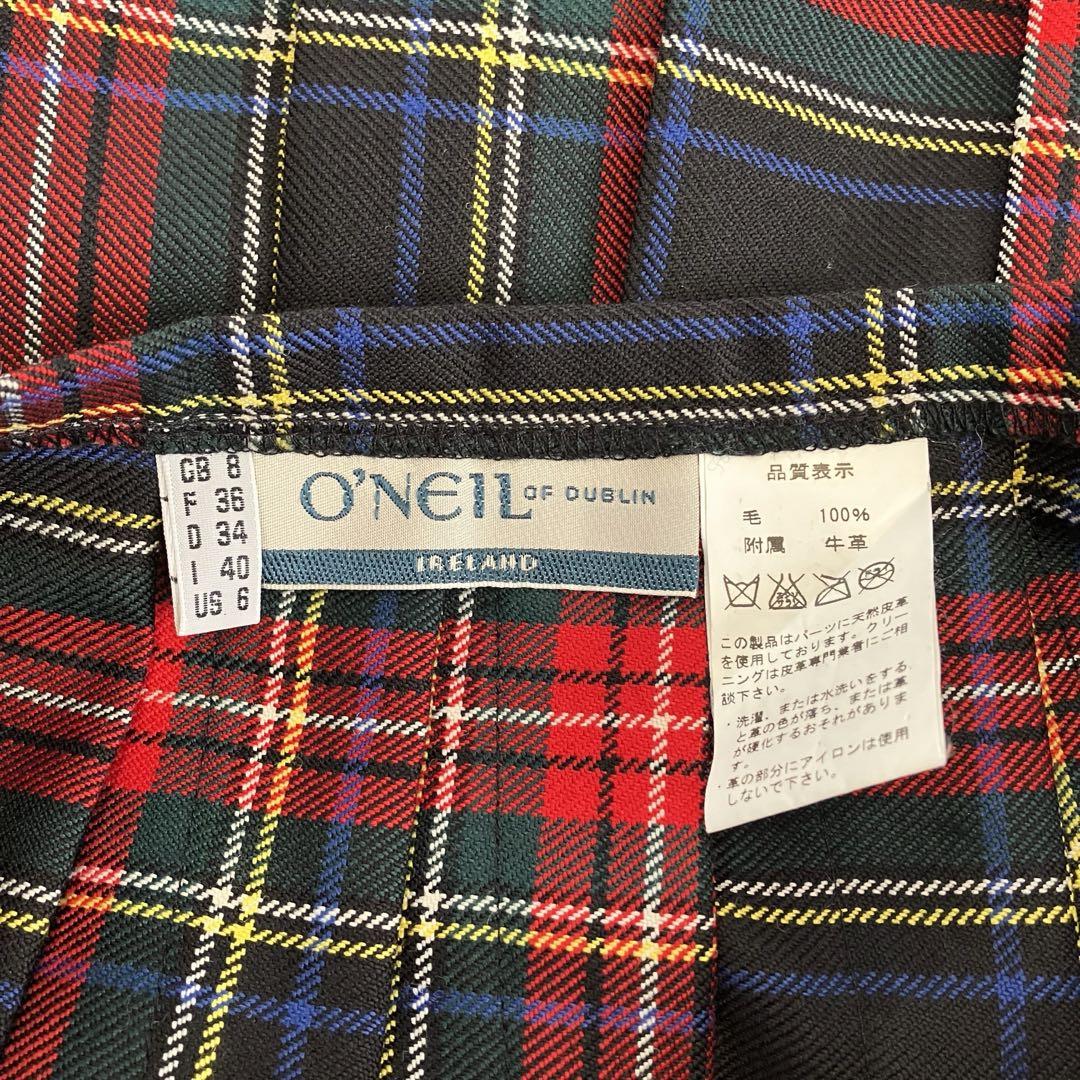 GB 8
F 36
D 34
I 40
US 6
O'NEIL OF DUBLIN
IRELAND
品質表示
毛 100%
附属 牛革
この製品はパーツに天然皮革
を使用しております。クリー
ニングは皮革専門業者にご相
談下さい。
・洗濯、または水洗いをする
と革の色が落ち、または革
が硬化するおそれがありま
す。
・革の部分にアイロンは使用
しないで下さい。